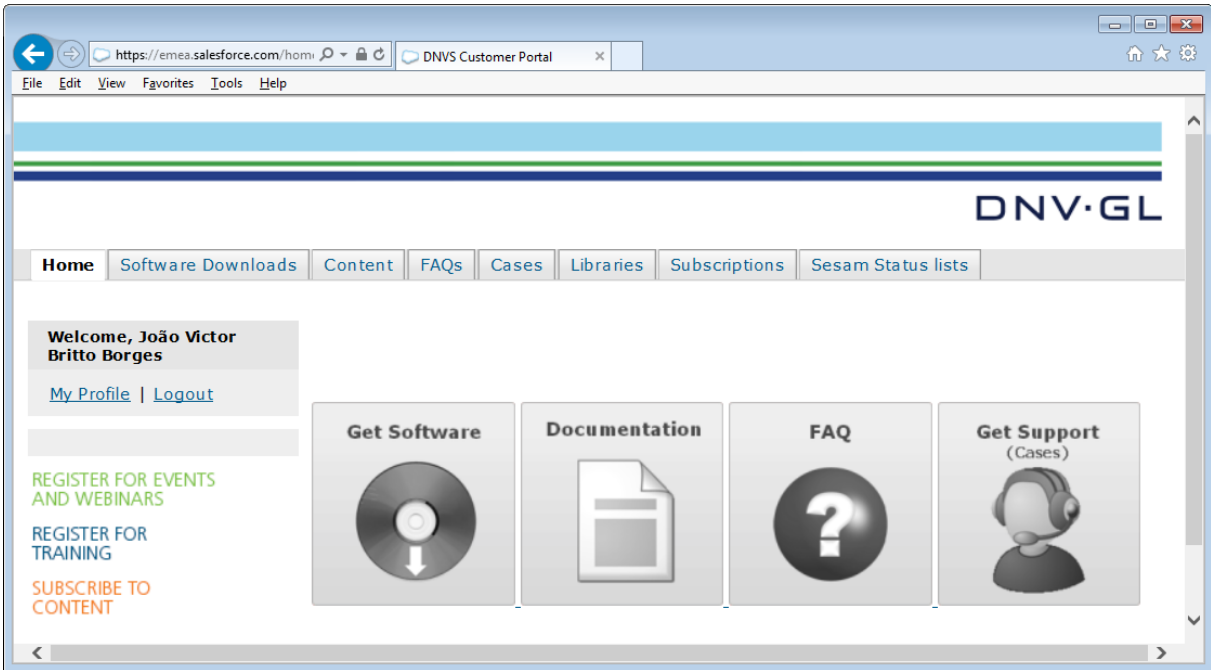 https://emea.salesforce.com/hom
DNVS Customer Portal
File Edit View Favorites Tools Help
DNV·GL
Home Software Downloads Content FAQs Cases Libraries Subscriptions Sesam Status lists
Welcome, João Victor
Britto Borges
My Profile | Logout
Get Software
Documentation
FAQ
?
Get Support
(Cases)
REGISTER FOR EVENTS
AND WEBINARS
REGISTER FOR
TRAINING
SUBSCRIBE TO
CONTENT